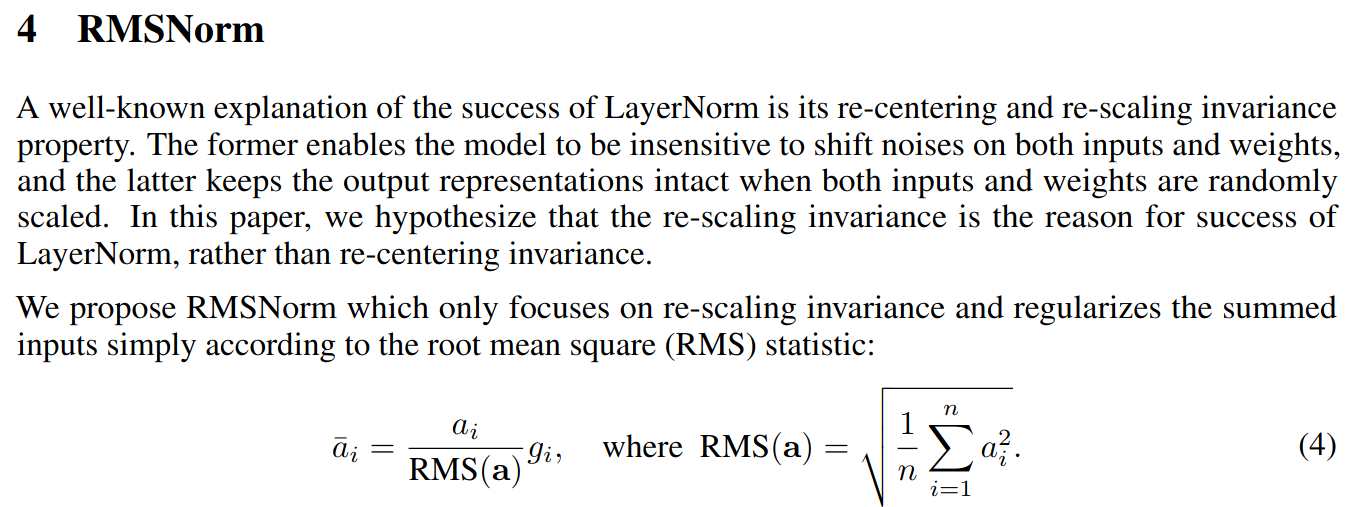 4 RMSNorm
A well-known explanation of the success of LayerNorm is its re-centering and re-scaling invariance
property. The former enables the model to be insensitive to shift noises on both inputs and weights,
and the latter keeps the output representations intact when both inputs and weights are randomly
scaled. In this paper, we hypothesize that the re-scaling invariance is the reason for success of
LayerNorm, rather than re-centering invariance.
We propose RMSNorm which only focuses on re-scaling invariance and regularizes the summed
inputs simply according to the root mean square (RMS) statistic:
$\bar{a}_i = \frac{a_i}{\text{RMS}(\mathbf{a})} g_i, \quad \text{where } \text{RMS}(\mathbf{a}) = \sqrt{\frac{1}{n} \sum_{i=1}^{n} a_i^2}.$ (4)